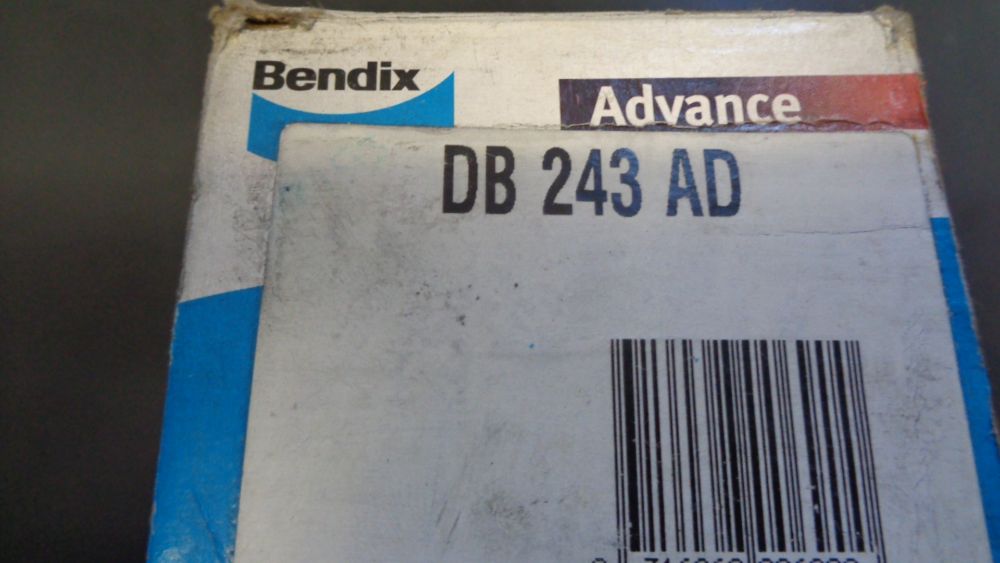 Bendix
Advance
DB 243 AD